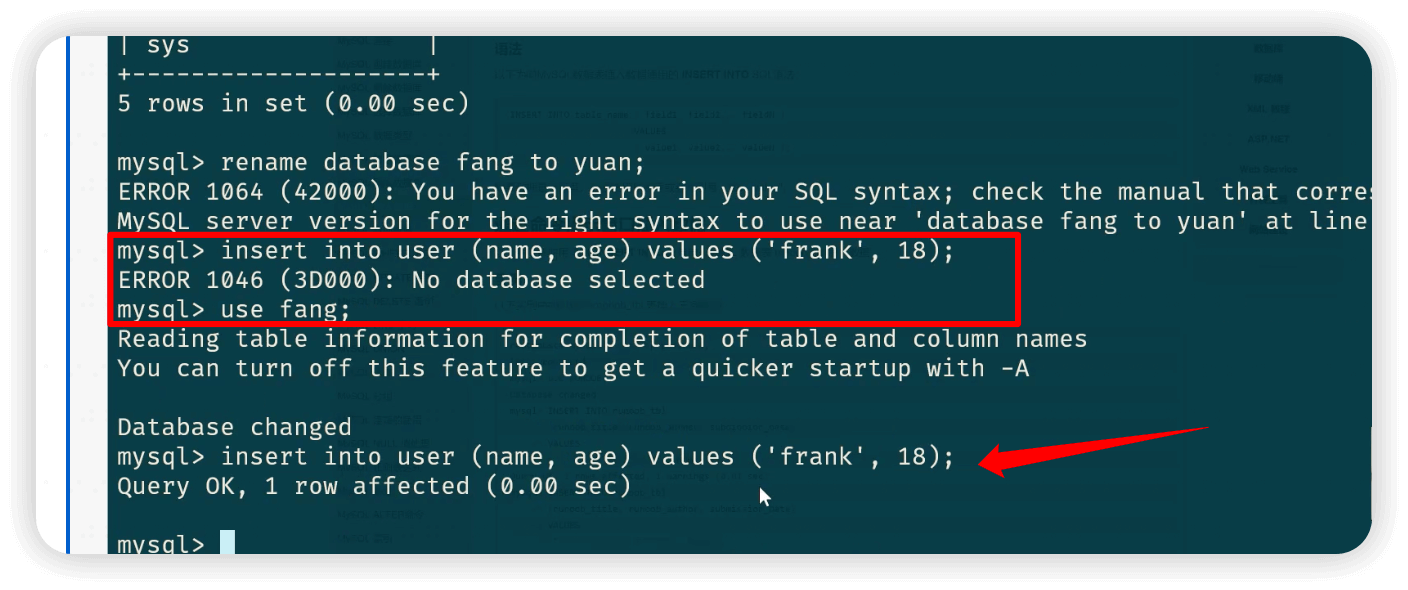 | sys                |
+--------------------+
5 rows in set (0.00 sec)
mysql> rename database fang to yuan;
ERROR 1064 (42000): You have an error in your SQL syntax; check the manual that corres
MySQL server version for the right syntax to use near 'database fang to yuan' at line
mysql> insert into user (name, age) values ('frank', 18);
ERROR 1046 (3D000): No database selected
mysql> use fang;
Reading table information for completion of table and column names
You can turn off this feature to get a quicker startup with -A
Database changed
mysql> insert into user (name, age) values ('frank', 18);
Query OK, 1 row affected (0.00 sec)
mysql>